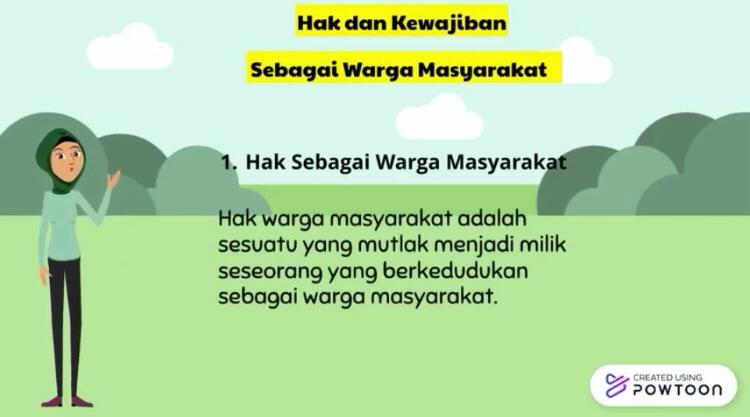 Hak dan Kewajiban
Sebagai Warga Masyarakat
1. Hak Sebagai Warga Masyarakat
Hak warga masyarakat adalah
sesuatu yang mutlak menjadi milik
seseorang yang berkedudukan
sebagai warga masyarakat.
CREATED USING
POWTOON